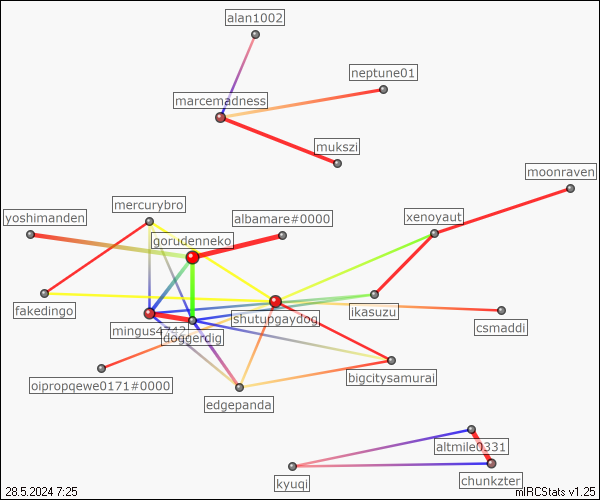 alan1002
neptune01
marcemadness
mukszi
moonraven
mercurybro
yoshimanden
albamare#0000
xenoyaut
gorudenneko
fakedingo
ikasuzu
shutupgaydog
csmaddi
doggerdig
bigcitysamurai
oipropqewe0171#0000
edgepanda
altmile0331
kyuqi
chunkzter
28.5.2024 7:25
mIRCStats v1.25